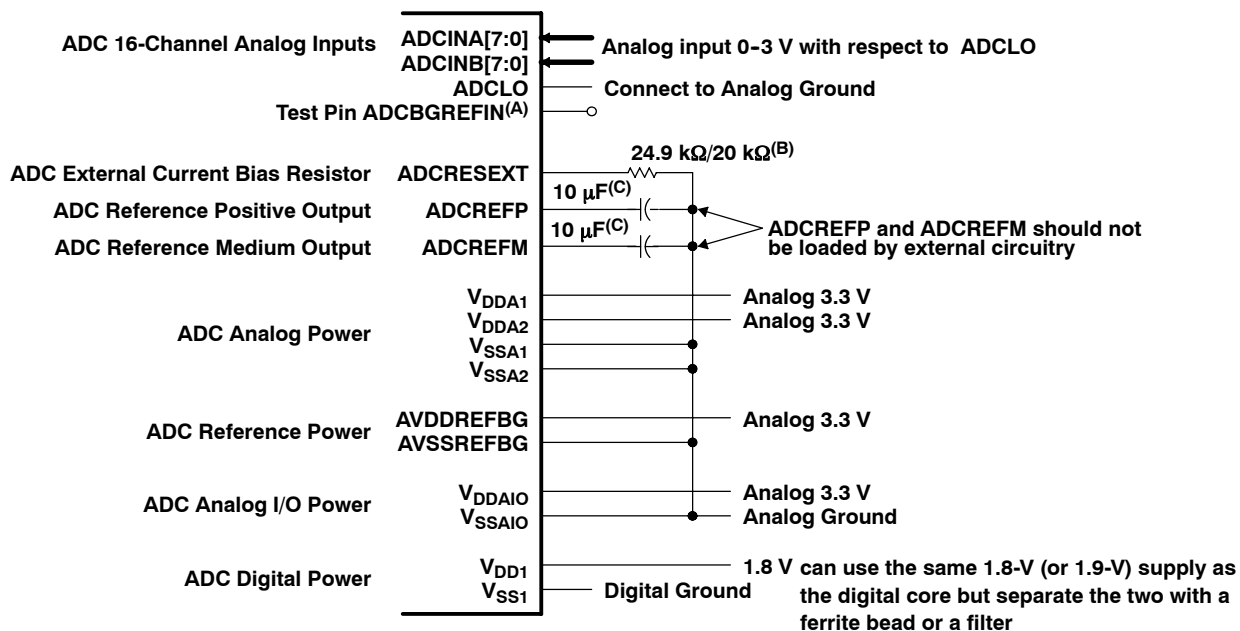 ADC 16-Channel Analog Inputs ADCINA[7:0] Analog input 0-3 V with respect to ADCLO
ADCINB[7:0]
ADCLO Connect to Analog Ground
Test Pin ADCBGREFIN(A)
24.9 kΩ/20 kΩ(B)
ADC External Current Bias Resistor ADCRESEXT
10 μF(C)
ADC Reference Positive Output ADCREFP
10 μF(C)
ADC Reference Medium Output ADCREFM
ADCREFP and ADCREFM should not
be loaded by external circuitry
VDDA1 Analog 3.3 V
VDDA2 Analog 3.3 V
ADC Analog Power
VSSA1
VSSA2
AVDDREFBG Analog 3.3 V
ADC Reference Power
AVSSREFBG
VDDAIO Analog 3.3 V
ADC Analog I/O Power
VSSAIO Analog Ground
VDD1 1.8 V can use the same 1.8-V (or 1.9-V) supply as
ADC Digital Power
VSS1 Digital Ground
the digital core but separate the two with a
ferrite bead or a filter